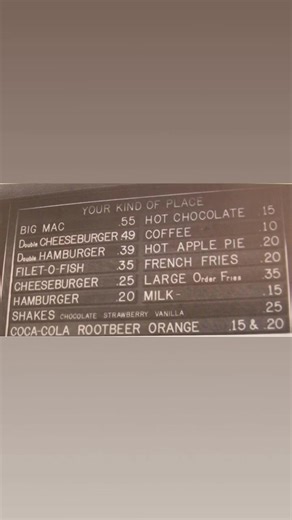 YOUR KIND OF PLACE
BIG MAC .55
Double CHEESEBURGER .49
Double HAMBURGER .39
FILET-O-FISH .35
CHEESEBURGER .25
HAMBURGER .20
HOT CHOCOLATE 15
COFFEE 10
HOT APPLE PIE .20
FRENCH FRIES .20
LARGE Order Fries .35
MILK- .15
SHAKES CHOCOLATE STRAWBERRY VANILLA .25
COCA-COLA ROOTBEER ORANGE .15 & .20